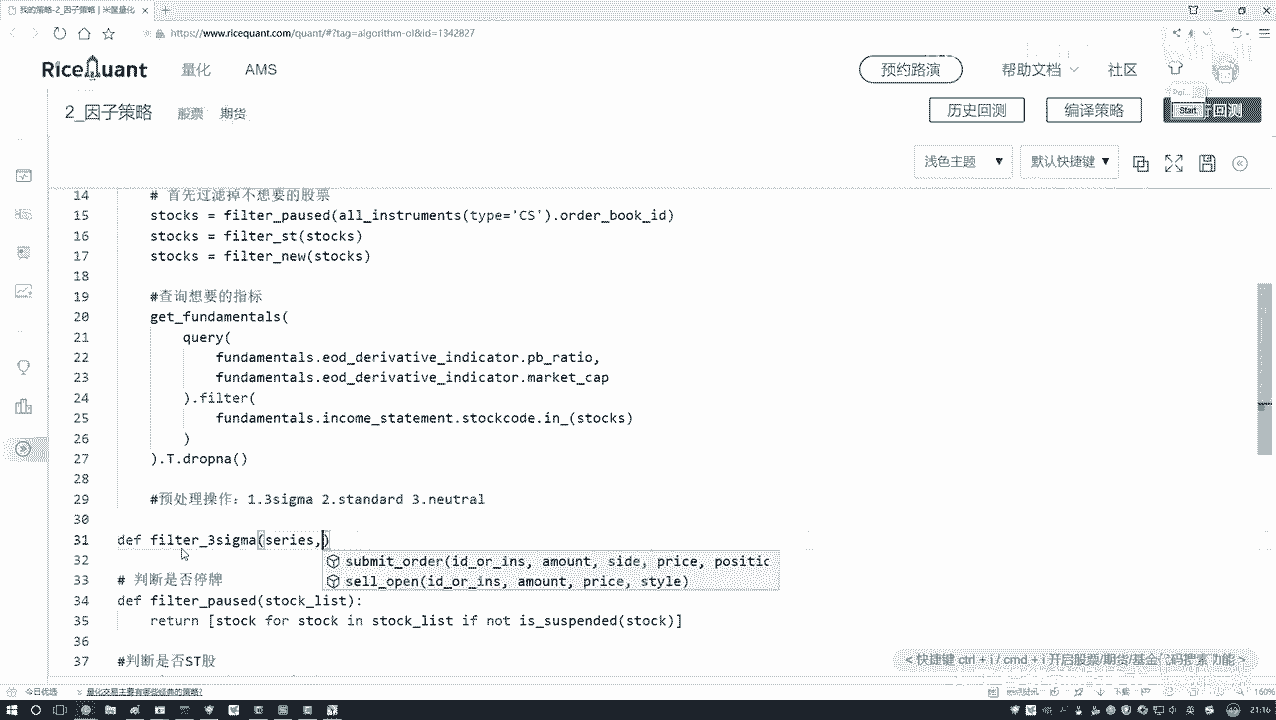 我的策略-2_因子策略 | 米筐量化
https://www.ricequant.com/quant/#?tag=algorithm-ol&id=1342827
RiceQuant 量化 AMS 预约路演 帮助文档 社区
2_因子策略 股票 期货 历史回测 编译策略 Start
浅色主题 默认快捷键
14 # 首先过滤掉不想要的股票
15 stocks = filter_paused(all_instruments(type='CS').order_book_id)
16 stocks = filter_st(stocks)
17 stocks = filter_new(stocks)
18
19 #查询想要的指标
20 get_fundamentals(
21 query(
22 fundamentals.eod_derivative_indicator.pb_ratio,
23 fundamentals.eod_derivative_indicator.market_cap
24 ).filter(
25 fundamentals.income_statement.stockcode.in_(stocks)
26 )
27 ).T.dropna()
28
29 #预处理操作：1.3sigma 2.standard 3.neutral
30
31 def filter_3sigma(series,)
32 submit_order(id_or_ins, amount, side, price, positic
sell_open(id_or_ins, amount, price, style)
33 # 判断是否停牌
34 def filter_paused(stock_list):
35 return [stock for stock in stock_list if not is_suspended(stock)]
36
37 #判断是否ST股
<快捷键 ctrl + i / cmd + i 开启股票/期货/基金代码搜索功能 >
今日优选 量化交易主要有哪些经典的策略?
下载 160%
21:16